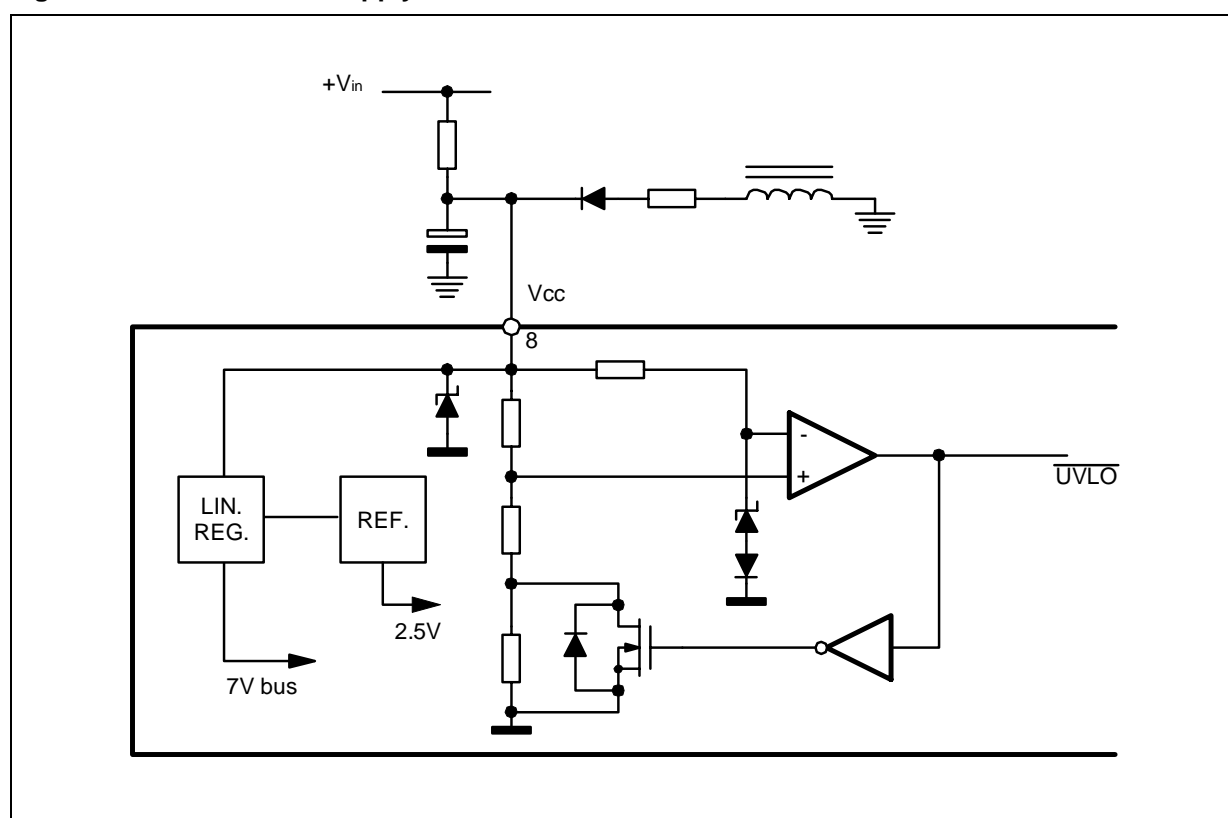 +Vin
Vcc
8
-
+
UVLO
LIN.
REG.
REF.
2.5V
7V bus